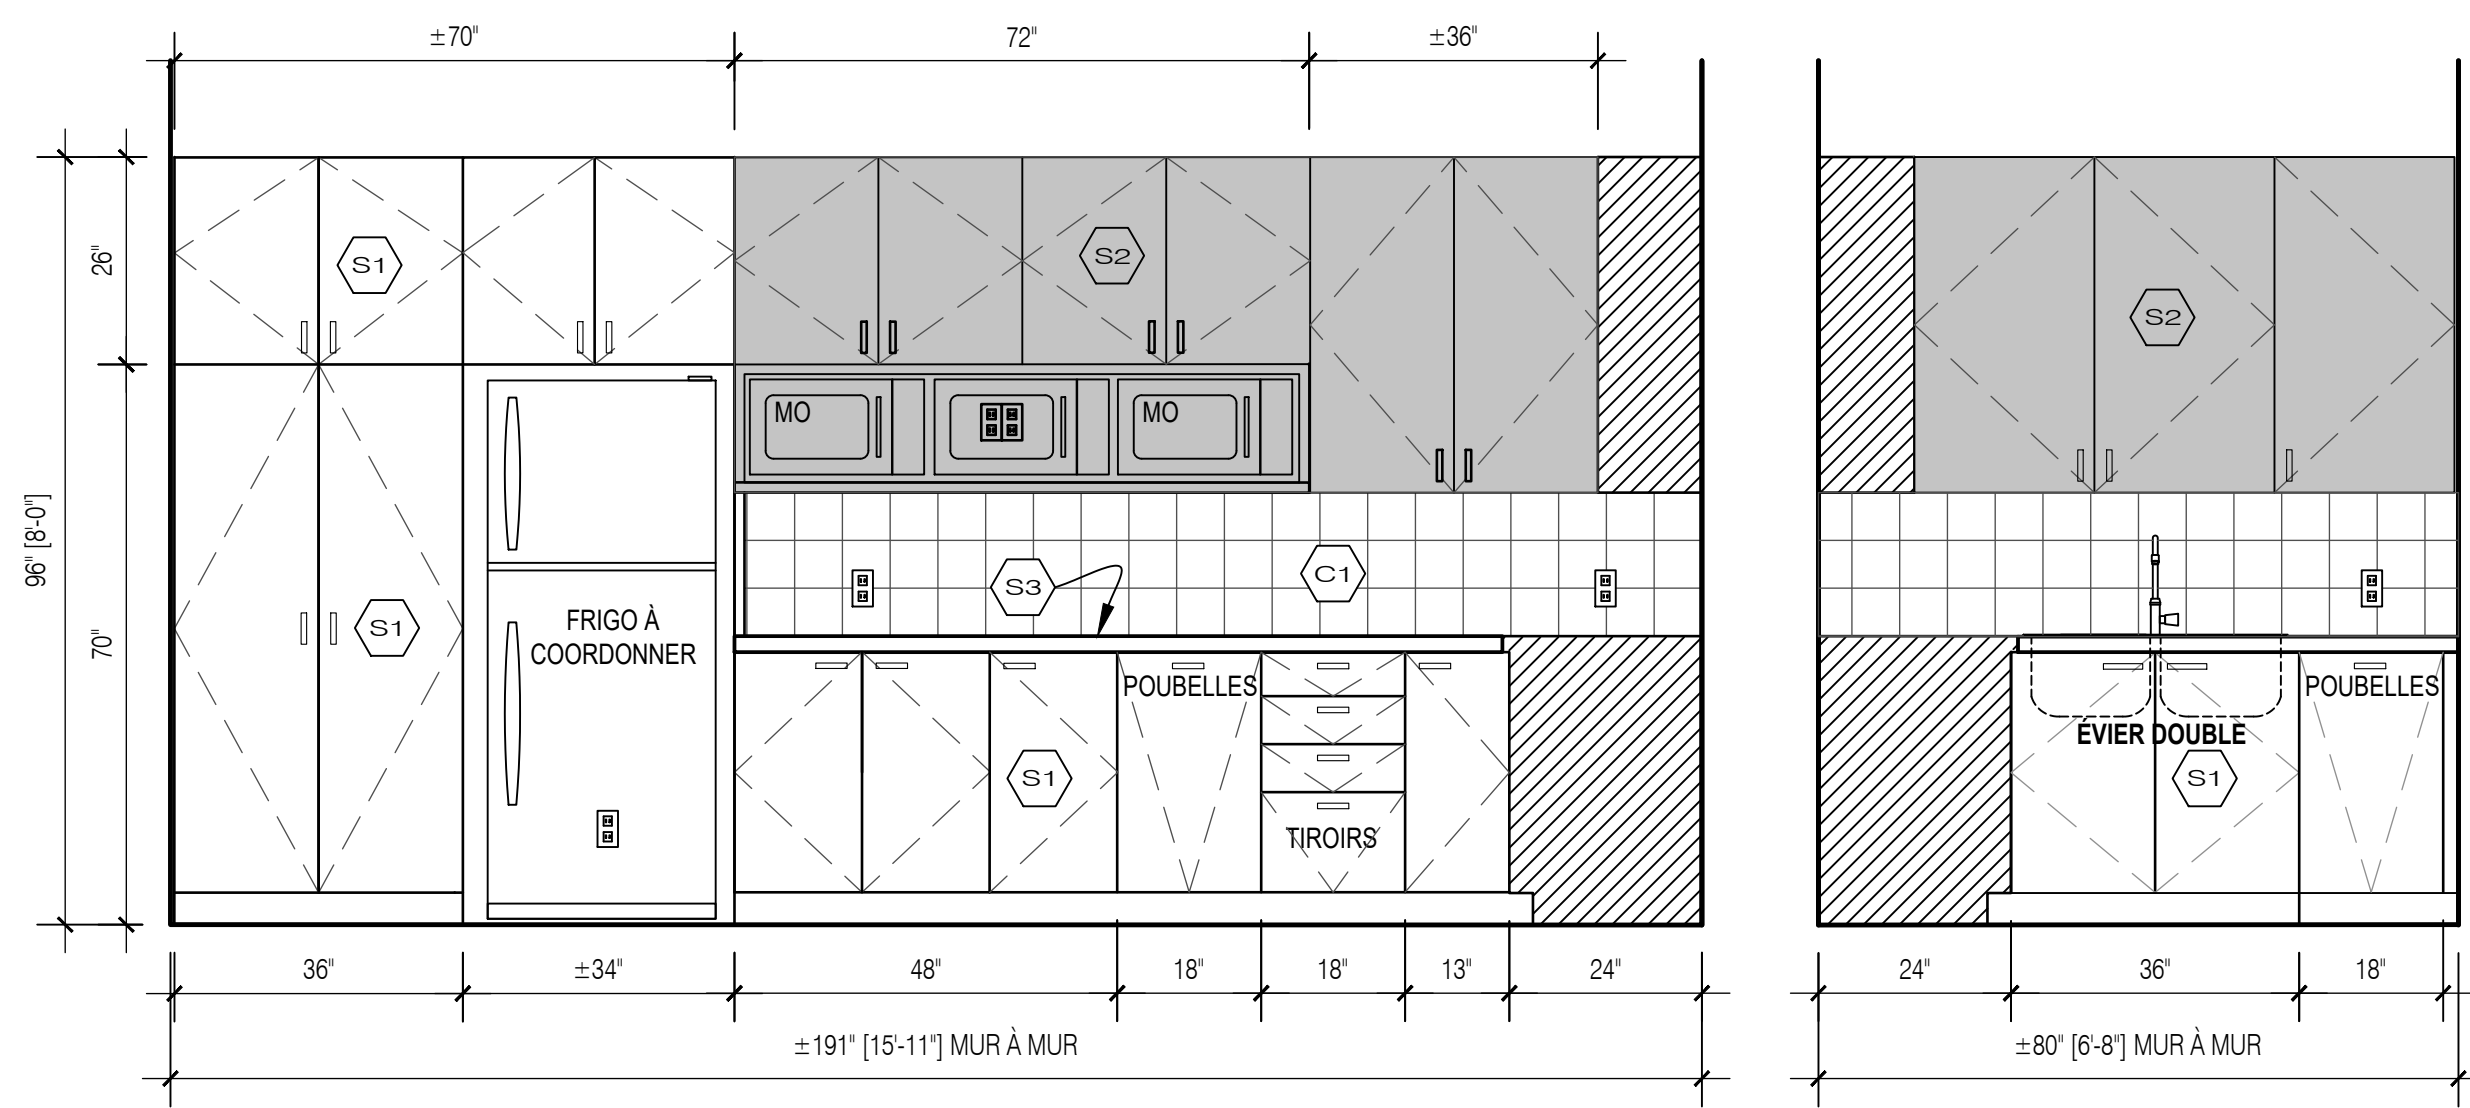 ±70"
72"
±36"
26"
S1
S2
S2
MO
MO
96" [8'-0"]
70"
S1
FRIGO À
COORDONNER
S3
C1
POUBELLES
TIROIRS
S1
POUBELLES
ÉVIER DOUBLE
S1
36"
±34"
48"
18"
18"
13"
24"
24"
36"
18"
±191" [15'-11"] MUR À MUR
±80" [6'-8"] MUR À MUR